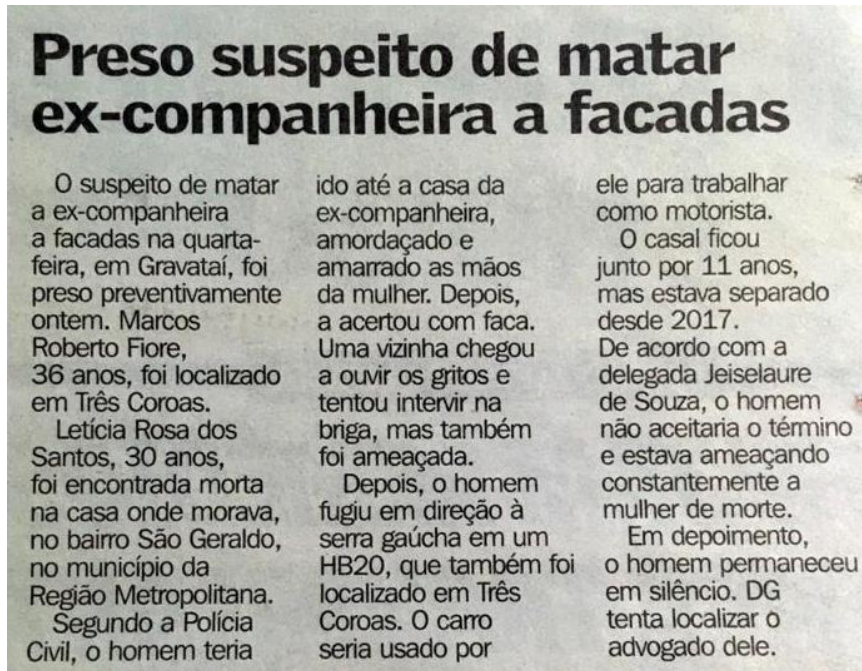 Preso suspeito de matar
ex-companheira a facadas
O suspeito de matar
a ex-companheira
a facadas na quarta-
feira, em Gravataí, foi
preso preventivamente
ontem. Marcos
Roberto Fiore,
36 anos, foi localizado
em Três Coroas.
Letícia Rosa dos
Santos, 30 anos,
foi encontrada morta
na casa onde morava,
no bairro São Geraldo,
no município da
Região Metropolitana.
Segundo a Polícia
Civil, o homem teria
ido até a casa da
ex-companheira,
amordaçado e
amarrado as mãos
da mulher. Depois,
a acertou com faca.
Uma vizinha chegou
a ouvir os gritos e
tentou intervir na
briga, mas também
foi ameaçada.
Depois, o homem
fugiu em direção à
serra gaúcha em um
HB20, que também foi
localizado em Três
Coroas. O carro
seria usado por
ele para trabalhar
como motorista.
O casal ficou
junto por 11 anos,
mas estava separado
desde 2017.
De acordo com a
delegada Jeiselaure
de Souza, o homem
não aceitaria o término
e estava ameaçando
constantemente a
mulher de morte.
Em depoimento,
o homem permaneceu
em silêncio. DG
tenta localizar o
advogado dele.